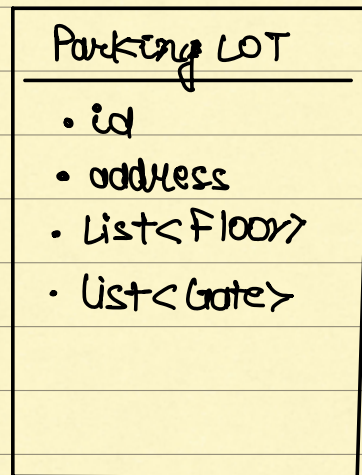 Parking LOT
• id
• address
• List<Floor>
• List<Gate>